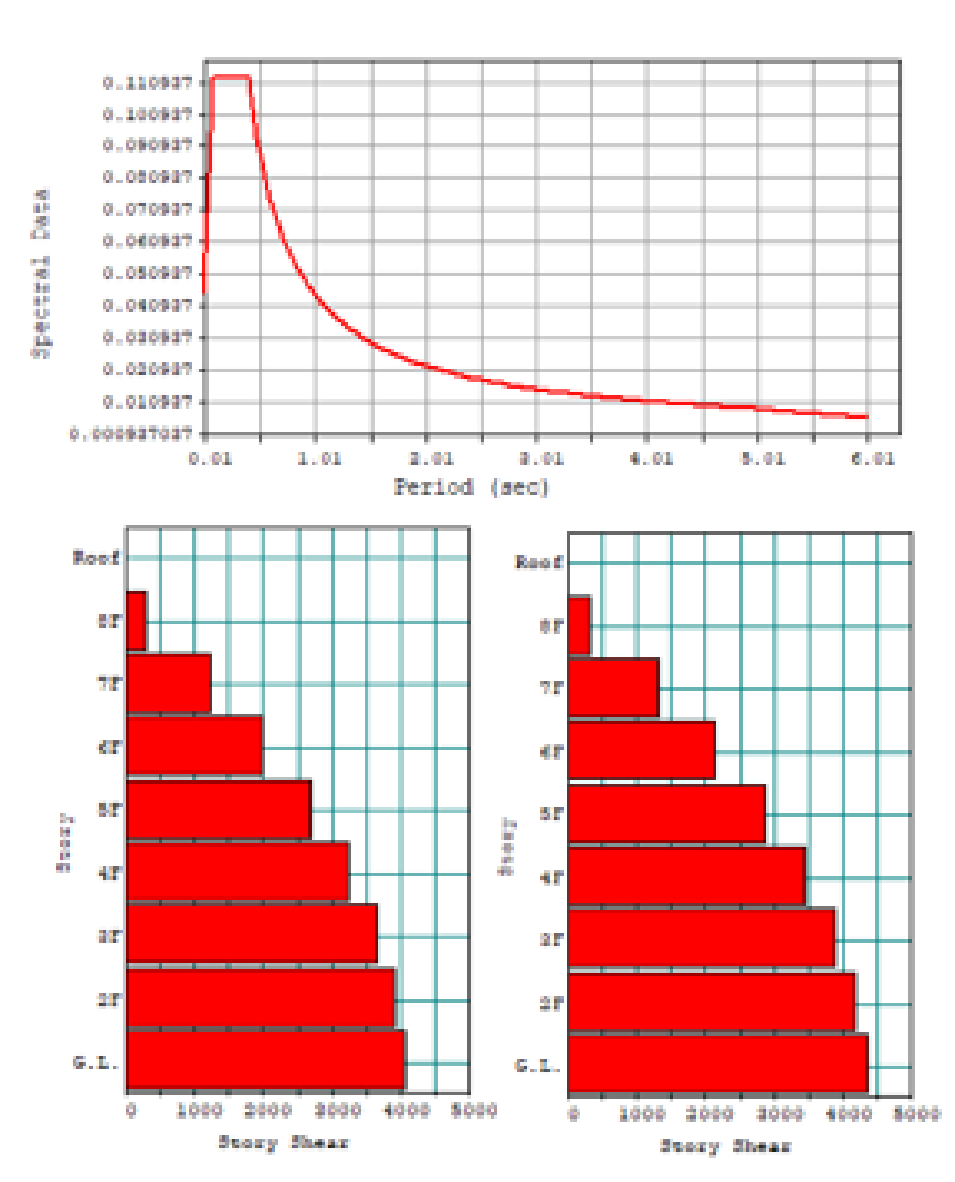 0.110937
0.100937
0.090937
0.080937
0.070937
0.060937
0.050937
0.040937
0.030937
0.020937
0.010937
0.000937037
Spectral Data
0.01 1.01 2.01 3.01 4.01 5.01 6.01
Period (sec)
Roof
8F
7F
6F
5F
4F
3F
2F
G.L.
Story
0 1000 2000 3000 4000 5000
Story Shear
Roof
8F
7F
6F
5F
4F
3F
2F
G.L.
Story
0 1000 2000 3000 4000 5000
Story Shear